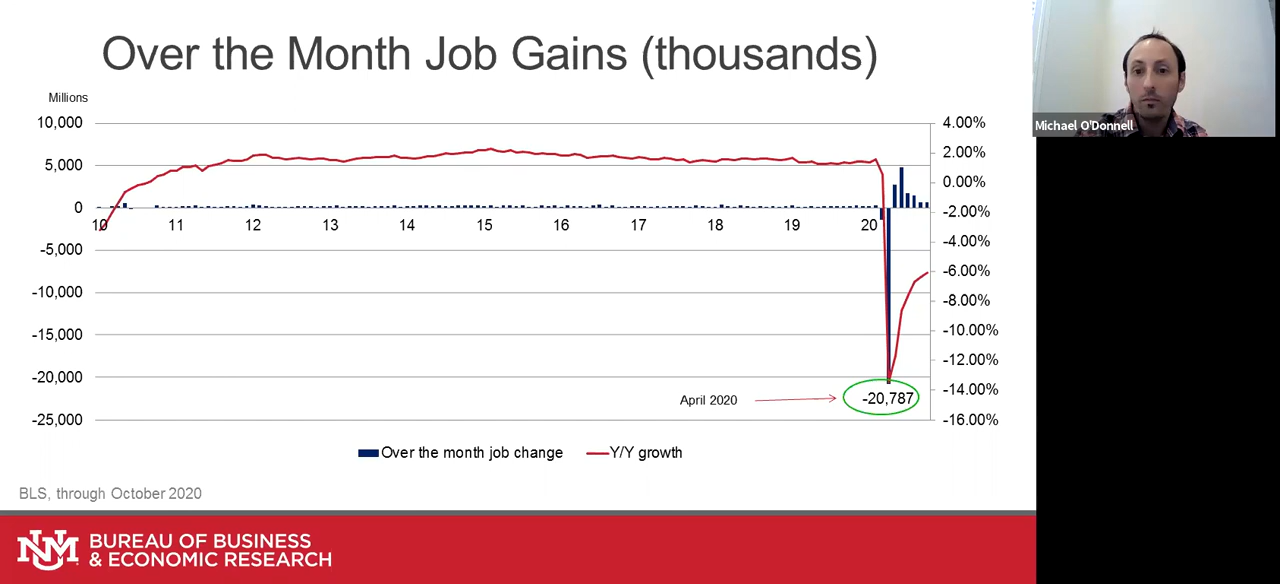 Over the Month Job Gains (thousands)
Millions
10,000
5,000
0
-5,000
-10,000
-15,000
-20,000
-25,000
4.00%
2.00%
0.00%
-2.00%
-4.00%
-6.00%
-8.00%
-10.00%
-12.00%
-14.00%
-16.00%
10 11 12 13 14 15 16 17 18 19 20
April 2020
-20,787
Over the month job change
Y/Y growth
BLS, through October 2020
UNM
BUREAU OF BUSINESS
& ECONOMIC RESEARCH
Michael O'Donnell